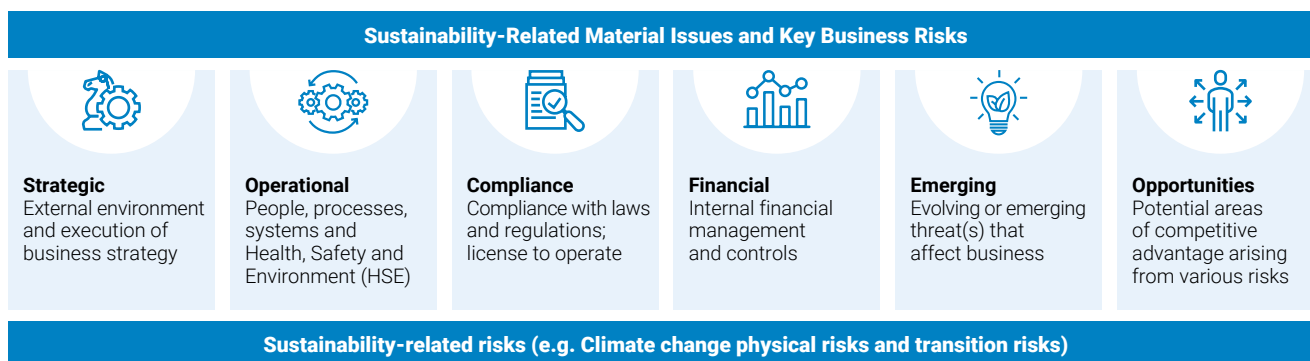 Sustainability-Related Material Issues and Key Business Risks
Strategic
External environment
and execution of
business strategy
Operational
People, processes,
systems and
Health, Safety and
Environment (HSE)
Compliance
Compliance with laws
and regulations;
license to operate
Financial
Internal financial
management
and controls
Emerging
Evolving or emerging
threat(s) that
affect business
Opportunities
Potential areas
of competitive
advantage arising
from various risks
Sustainability-related risks (e.g. Climate change physical risks and transition risks)